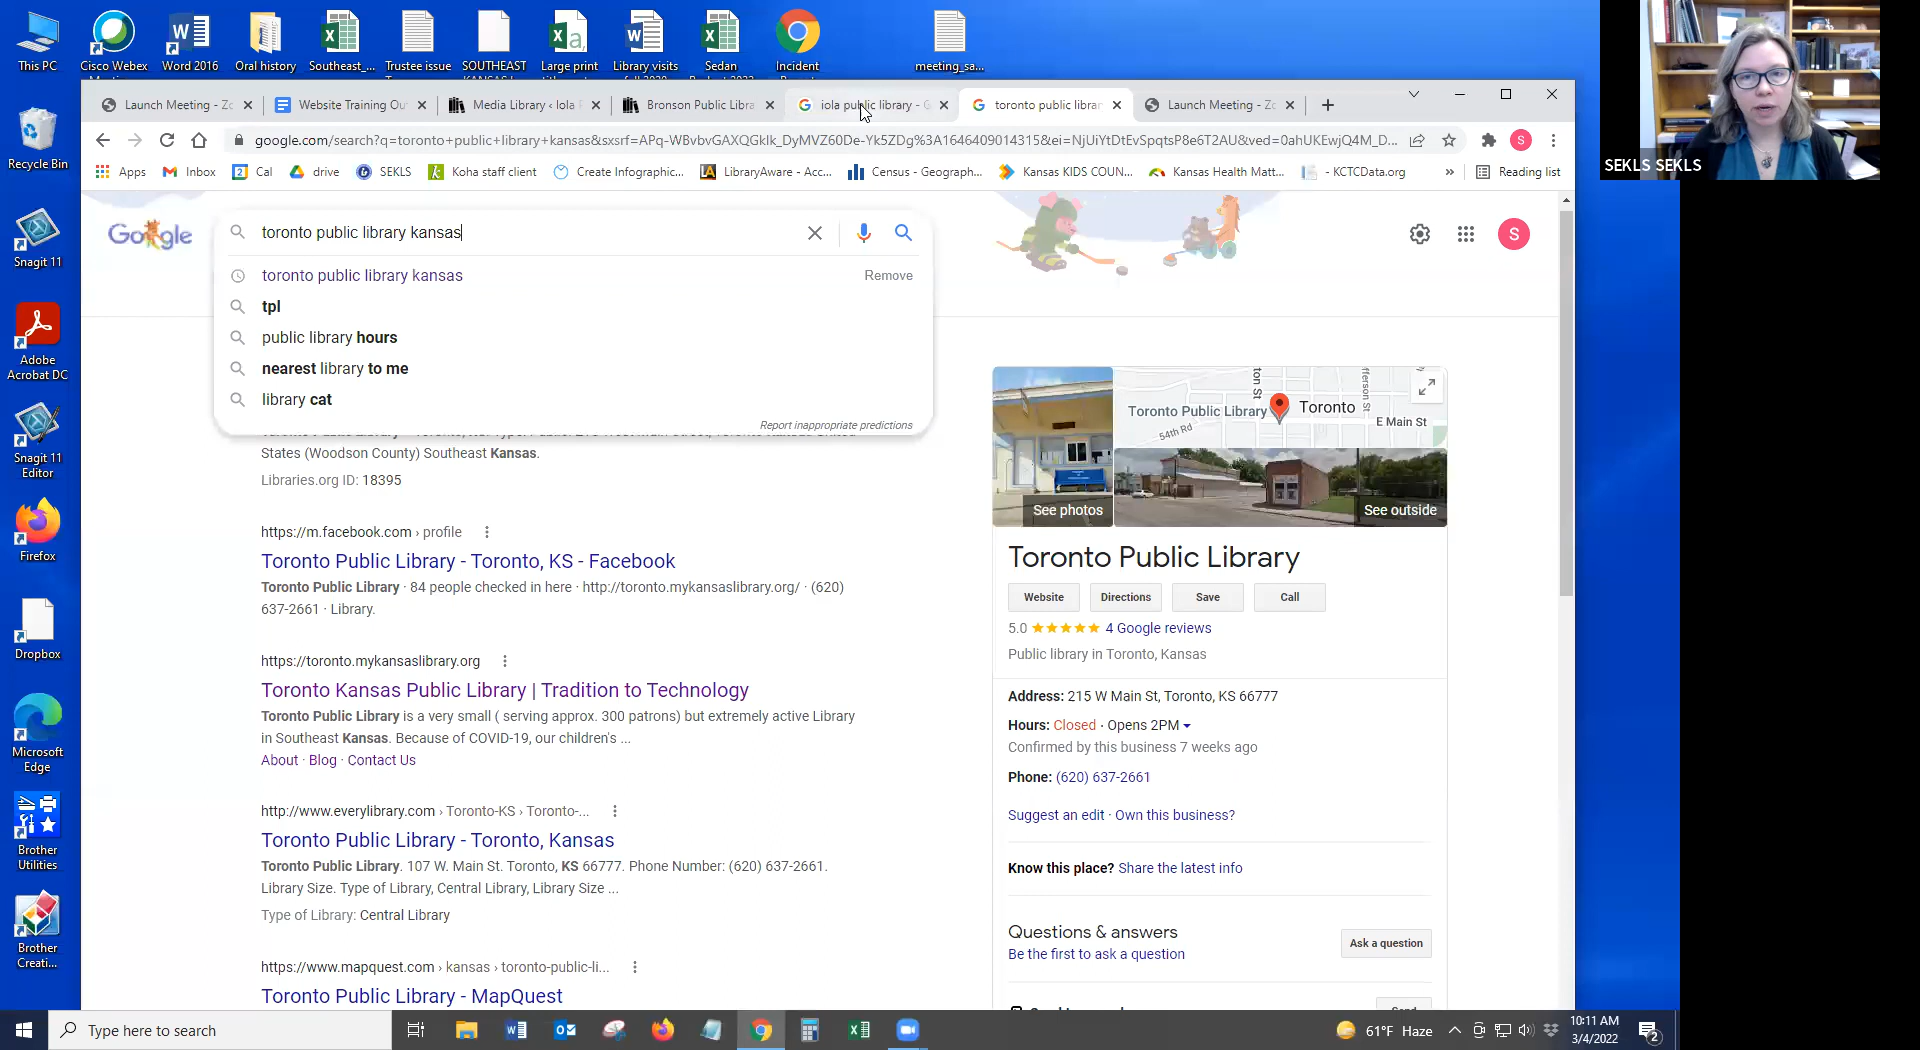 This PC
Cisco Webex
Word 2016
Oral history
Southeast_...
Trustee issue
SOUTHEAST
Large print
Library visits
Sedan
Incident
meeting_sa...
Launch Meeting - Zo
Website Training Ou
Media Library ‹ Iola
Bronson Public Libra
iola public library - G
toronto public librar
Launch Meeting - Zo
google.com/search?q=toronto+public+library+kansas&sxsrf=APq-WBvbvGAXQGkIk_DyMVZ60De-Yk5ZDg%3A1646409014315&ei=NjUiYtDtEvSpqtsP8e6T2AU&ved=0ahUKEwjQ4M_D...
S
Apps
Inbox
2
Cal
drive
SEKLS
Koha staff client
Create Infographic...
LA
LibraryAware - Acc...
Census - Geograph...
Kansas KIDS COUN...
Kansas Health Matt...
- KCTCData.org
»
Reading list
Google
toronto public library kansas
S
toronto public library kansas
Remove
tpl
public library hours
nearest library to me
library cat
Report inappropriate predictions
States (Woodson County) Southeast Kansas.
Libraries.org ID: 18395
https://m.facebook.com › profile
Toronto Public Library - Toronto, KS - Facebook
Toronto Public Library · 84 people checked in here · http://toronto.mykansaslibrary.org/ · (620)
637-2661 · Library.
https://toronto.mykansaslibrary.org
Toronto Kansas Public Library | Tradition to Technology
Toronto Public Library is a very small ( serving approx. 300 patrons) but extremely active Library
in Southeast Kansas. Because of COVID-19, our children's ...
About · Blog · Contact Us
http://www.everylibrary.com › Toronto-KS › Toronto-...
Toronto Public Library - Toronto, Kansas
Toronto Public Library. 107 W. Main St. Toronto, KS 66777. Phone Number: (620) 637-2661.
Library Size. Type of Library, Central Library, Library Size ...
Type of Library: Central Library
https://www.mapquest.com › kansas › toronto-public-li...
Toronto Public Library - MapQuest
ton St
fferson St
Toronto Public Library
Toronto
54th Rd
E Main St
See photos
See outside
Toronto Public Library
Website
Directions
Save
Call
5.0
4 Google reviews
Public library in Toronto, Kansas
Address: 215 W Main St, Toronto, KS 66777
Hours: Closed · Opens 2PM
Confirmed by this business 7 weeks ago
Phone: (620) 637-2661
Suggest an edit · Own this business?
Know this place? Share the latest info
Questions & answers
Be the first to ask a question
Ask a question
Recycle Bin
Snagit 11
Adobe
Acrobat DC
Snagit 11
Editor
Firefox
Dropbox
Microsoft
Edge
Brother
Utilities
Brother
Creati...
Type here to search
61°F Haze
10:11 AM
3/4/2022
2
SEKLS SEKLS